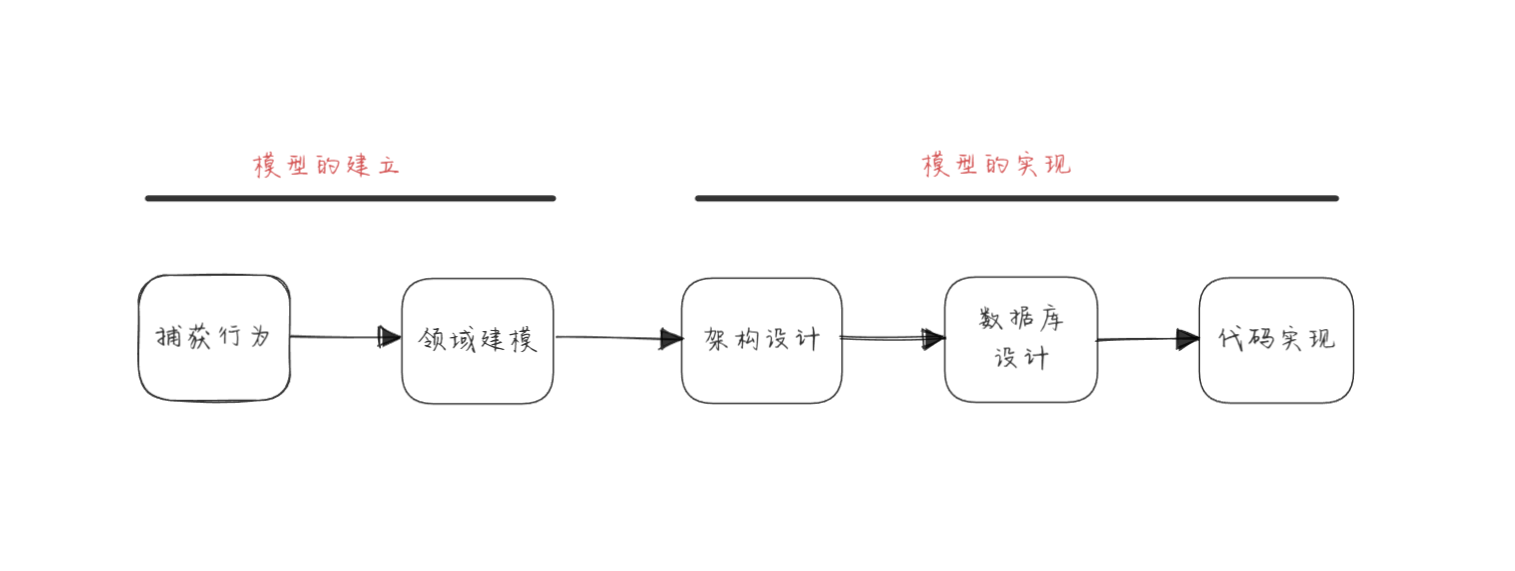 模型的建立
模型的实现
捕获行为
领域建模
架构设计
数据库
设计
代码实现